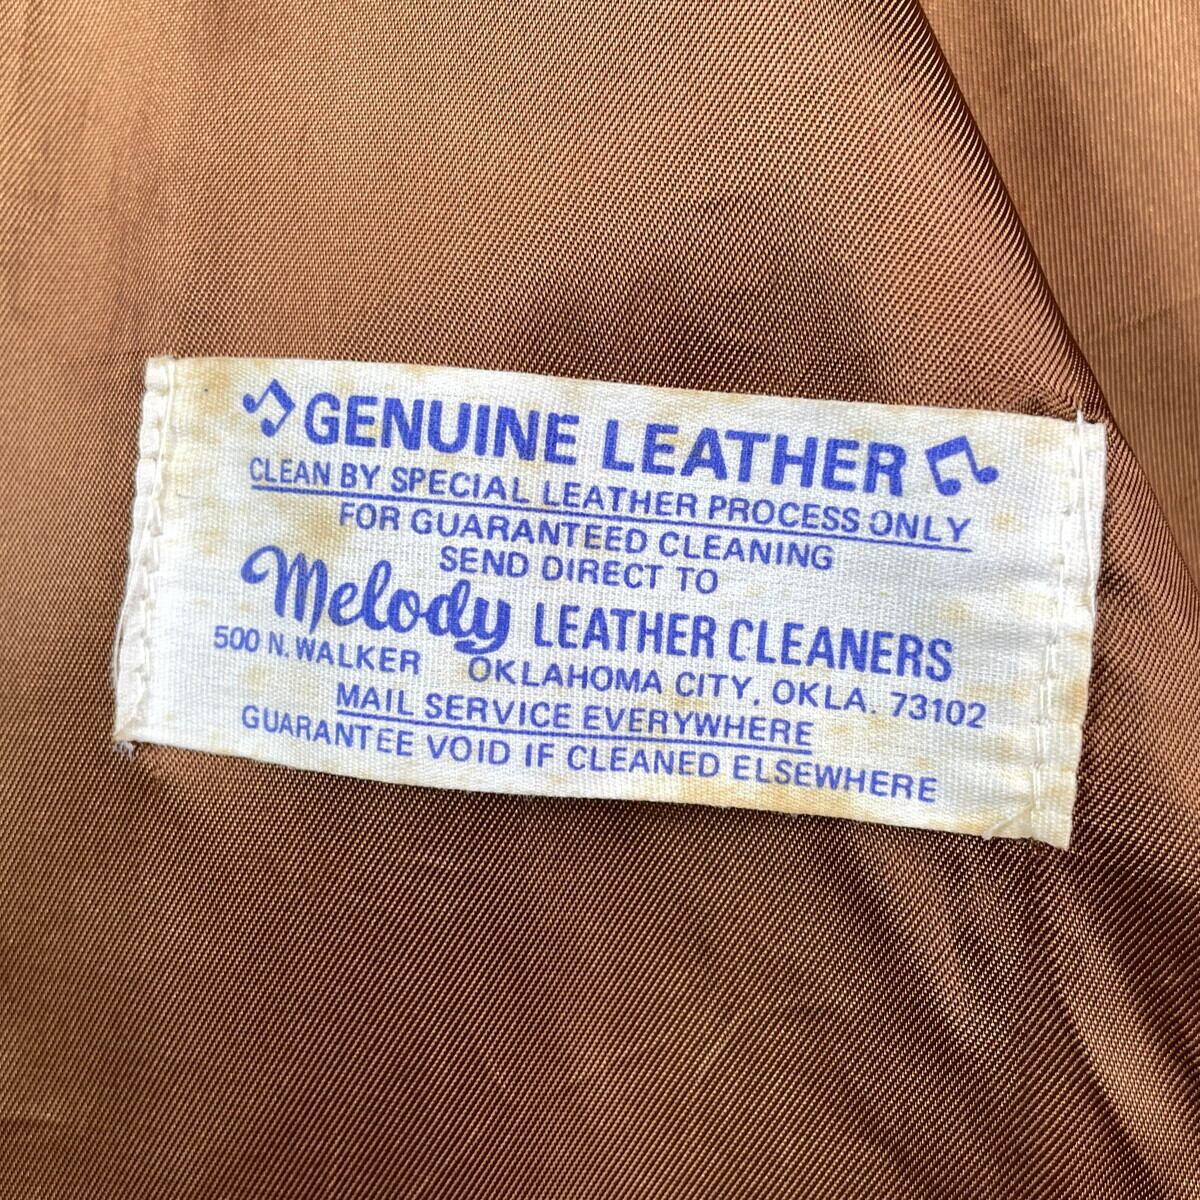 GENUINE LEATHER
CLEAN BY SPECIAL LEATHER PROCESS ONLY
FOR GUARANTEED CLEANING
SEND DIRECT TO
Melody LEATHER CLEANERS
500 N. WALKER OKLAHOMA CITY, OKLA. 73102
MAIL SERVICE EVERYWHERE
GUARANTEE VOID IF CLEANED ELSEWHERE